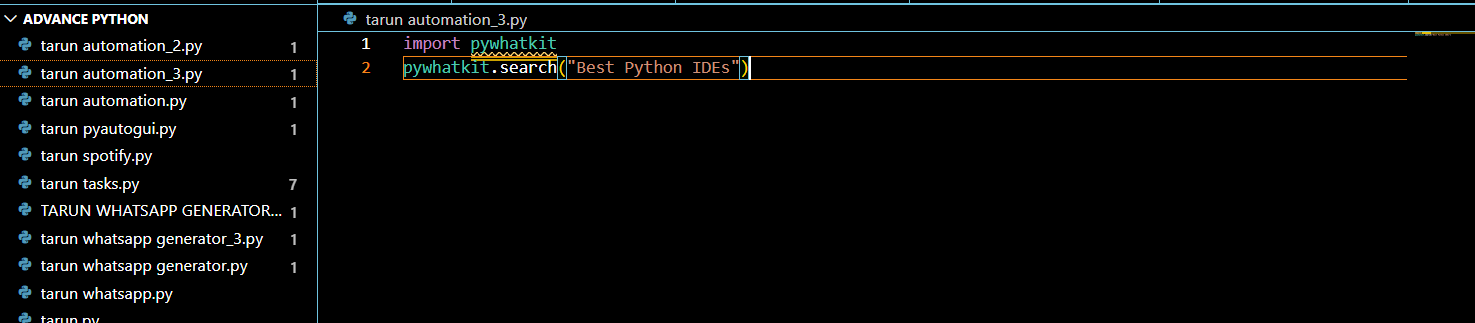 ADVANCE PYTHON
tarun automation_2.py 1
tarun automation_3.py 1
tarun automation.py 1
tarun pyautogui.py 1
tarun spotify.py
tarun tasks.py 7
TARUN WHATSAPP GENERATOR... 1
tarun whatsapp generator_3.py 1
tarun whatsapp generator.py 1
tarun whatsapp.py
tarun.py
tarun automation_3.py
1 import pywhatkit
2 pywhatkit.search("Best Python IDEs")